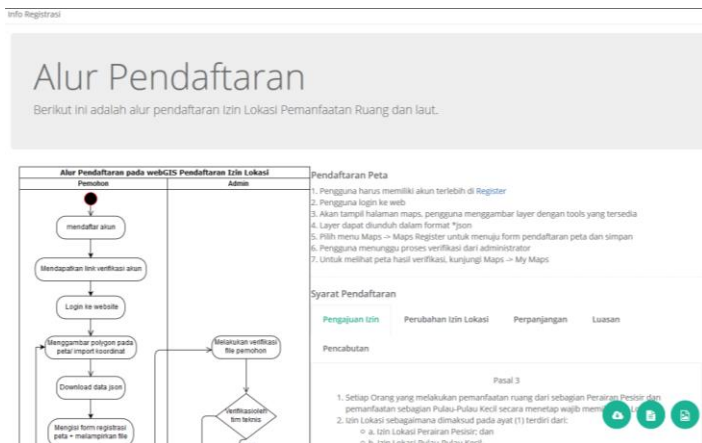 Info Registrasi
Alur Pendaftaran
Berikut ini adalah alur pendaftaran Izin Lokasi Pemanfaatan Ruang dan laut.
Alur Pendaftaran pada webGIS Pendaftaran Izin Lokasi
Pemohon
Admin
mendaftar akun
Mendapatkan link verifikasi akun
Login ke website
Menggambar polygon pada
peta/ import koordinat
Download data json
Mengisi form registrasi
peta + melampirkan file
Melakukan verifikasi
file pemohon
Verifikasioleh
tim teknis
Pendaftaran Peta
1. Pengguna harus memiliki akun terlebih di Register
2. Pengguna login ke web
3. Akan tampil halaman maps, pengguna menggambar layer dengan tools yang tersedia
4. Layer dapat diunduh dalam format *json
5. Pilih menu Maps -> Maps Register untuk menuju form pendaftaran peta dan simpan
6. Pengguna menunggu proses verifikasi dari administrator
7. Untuk melihat peta hasil verifikasi, kunjungi Maps -> My Maps
Syarat Pendaftaran
Pengajuan Izin
Perubahan Izin Lokasi
Perpanjangan
Luasan
Pencabutan
Pasal 3
1. Setiap Orang yang melakukan pemanfaatan ruang dari sebagian Perairan Pesisir dan
pemanfaatan sebagian Pulau-Pulau Kecil secara menetap wajib
2. Izin Lokasi sebagaimana dimaksud pada ayat (1) terdiri dari:
a. Izin Lokasi Perairan Pesisir; dan
b. Izin Lokasi Pulau-Pulau Kecil